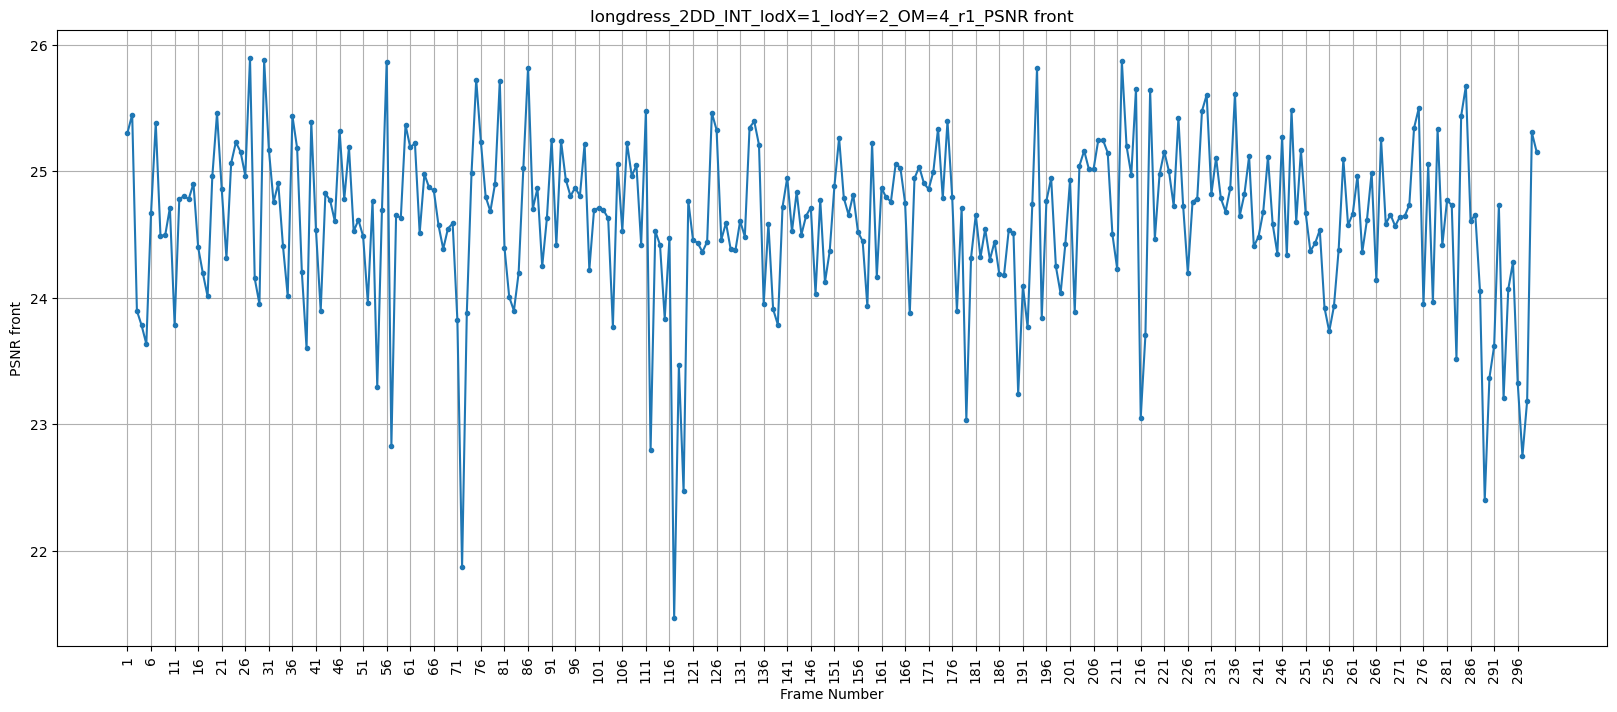 longdress_2DD_INT_lodX=1_lodY=2_OM=4_r1_PSNR front
26
25
24
23
22
PSNR front
1 6 11 16 21 26 31 36 41 46 51 56 61 66 71 76 81 86 91 96 101 106 111 116 121 126 131 136 141 146 151 156 161 166 171 176 181 186 191 196 201 206 211 216 221 226 231 236 241 246 251 256 261 266 271 276 281 286 291 296
Frame Number